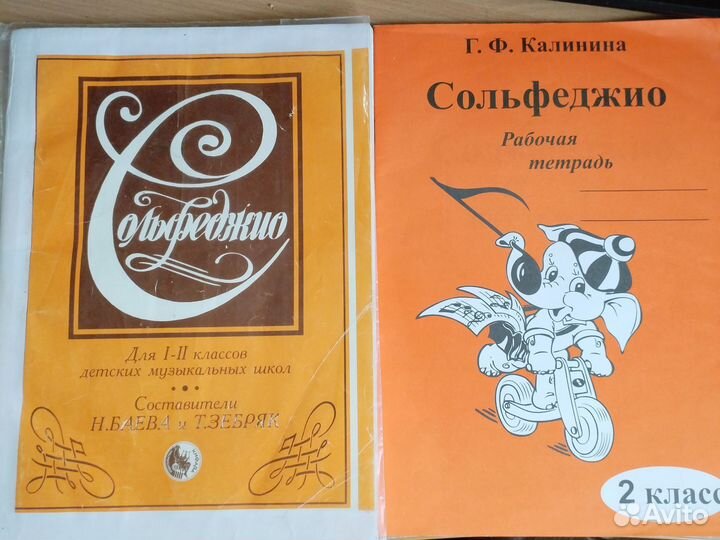 Сольфеджио
Для I-II классов
детских музыкальных школ
Составители
Н.БАЕВА и Т.ЗЕБРЯК
Г. Ф. Калинина
Сольфеджио
Рабочая
тетрадь
2 класс
Avito